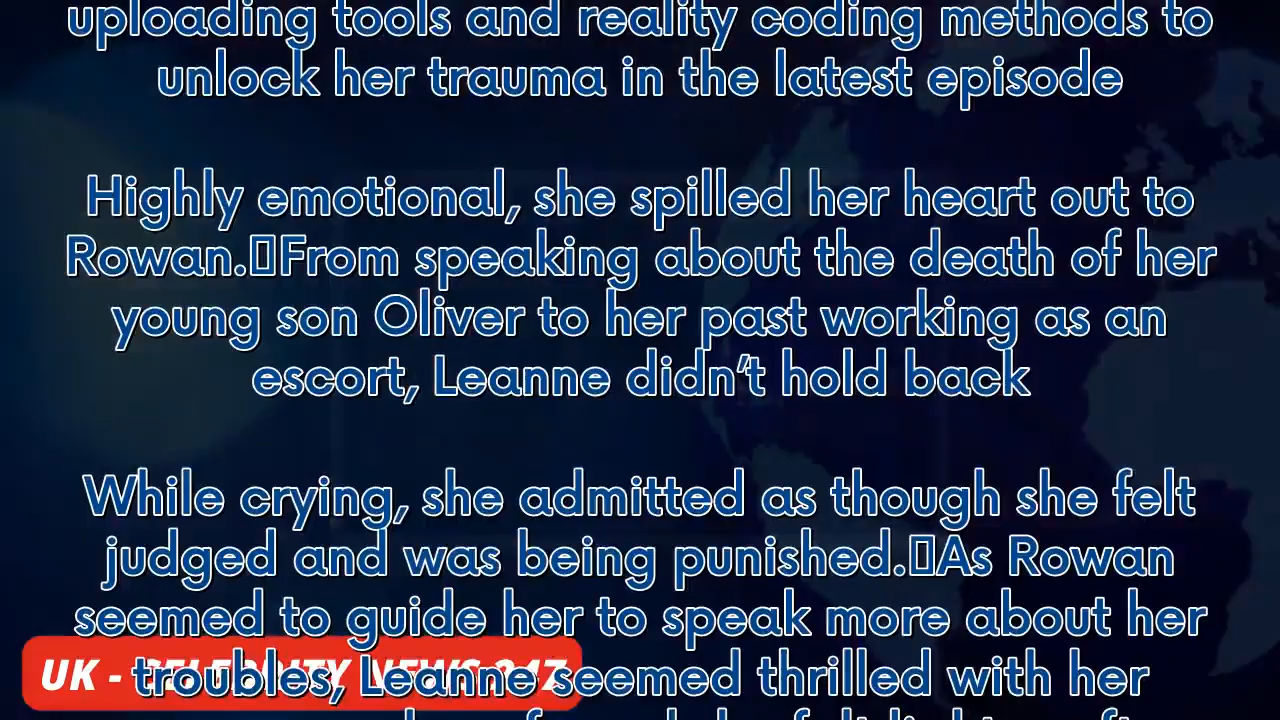 uploading tools and reality coding methods to
unlock her trauma in the latest episode
Highly emotional, she spilled her heart out to
Rowan.▯From speaking about the death of her
young son Oliver to her past working as an
escort, Leanne didn’t hold back
While crying, she admitted as though she felt
judged and was being punished.▯As Rowan
seemed to guide her to speak more about her
troubles, Leanne seemed thrilled with her
UK - CELEBRITY NEWS 247